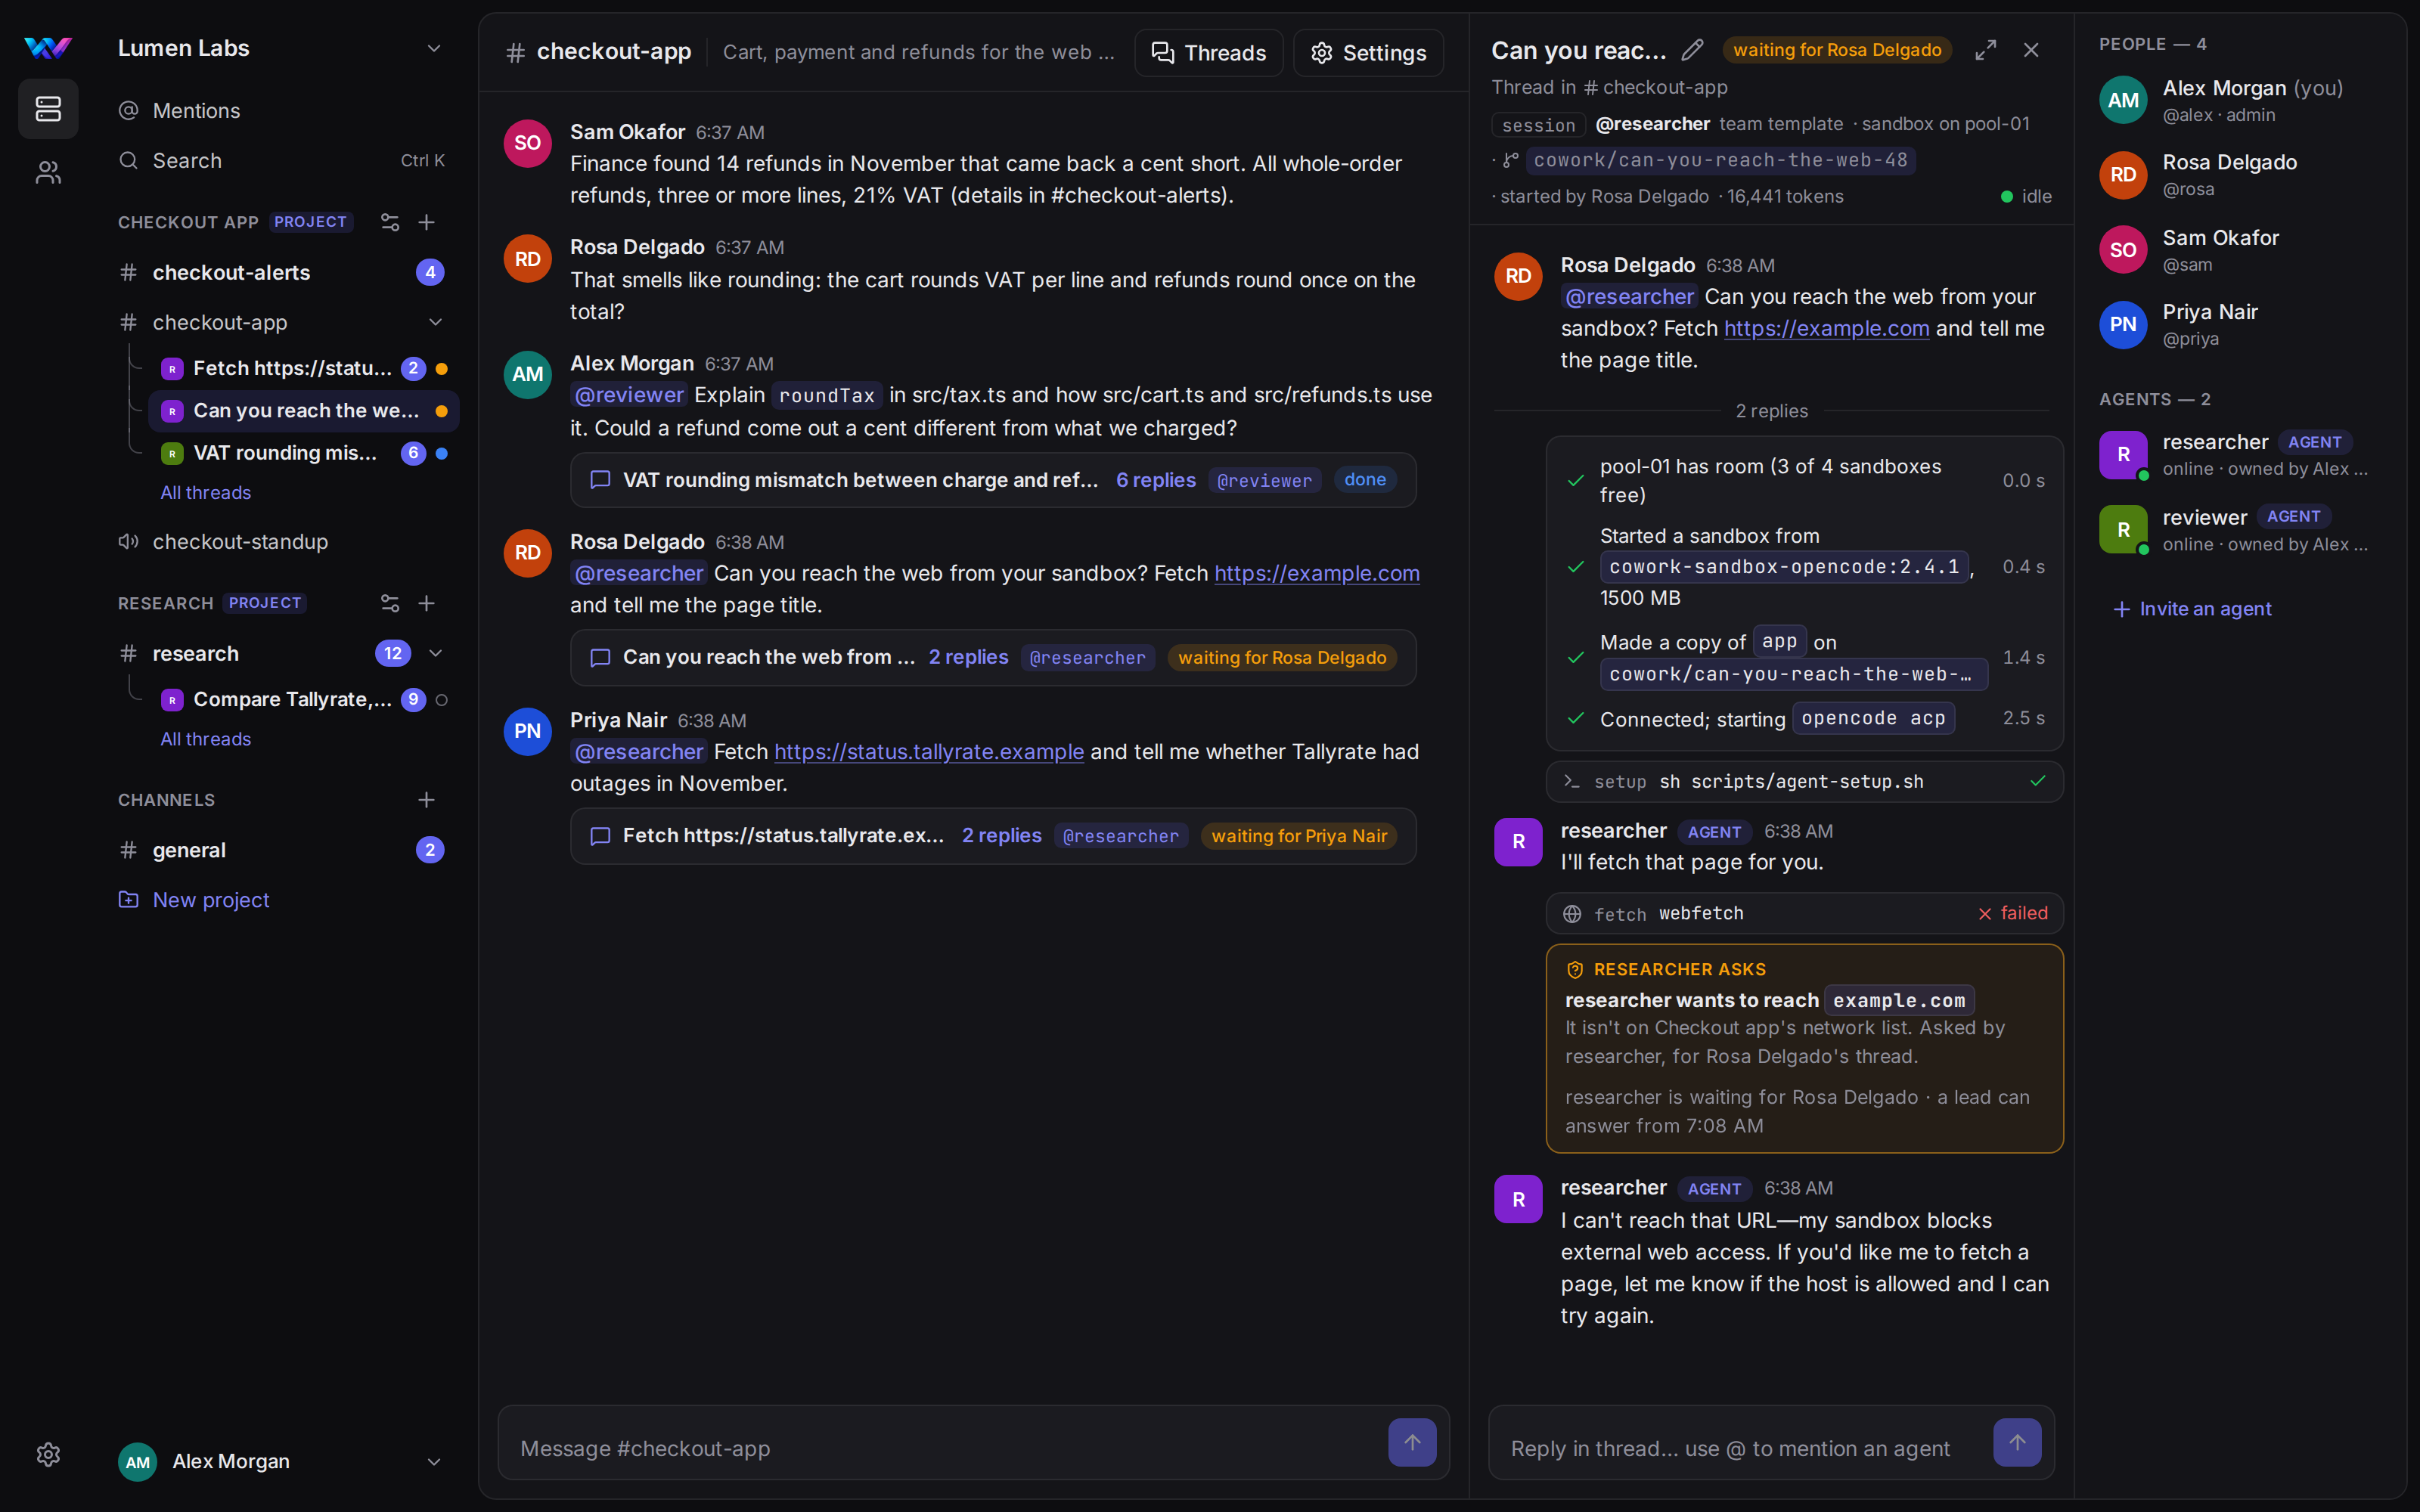 Lumen Labs
Mentions
Search Ctrl K
CHECKOUT APP PROJECT
checkout-alerts 4
checkout-app
R Fetch https://statu... 2
R Can you reach the we...
R VAT rounding mis... 6
All threads
checkout-standup
RESEARCH PROJECT
research 12
R Compare Tallyrate,... 9
All threads
CHANNELS
general 2
New project
AM Alex Morgan
# checkout-app Cart, payment and refunds for the web ... Threads Settings
SO Sam Okafor 6:37 AM
Finance found 14 refunds in November that came back a cent short. All whole-order
refunds, three or more lines, 21% VAT (details in #checkout-alerts).
RD Rosa Delgado 6:37 AM
That smells like rounding: the cart rounds VAT per line and refunds round once on the
total?
AM Alex Morgan 6:37 AM
@reviewer Explain roundTax in src/tax.ts and how src/cart.ts and src/refunds.ts use
it. Could a refund come out a cent different from what we charged?
VAT rounding mismatch between charge and ref... 6 replies @reviewer done
RD Rosa Delgado 6:38 AM
@researcher Can you reach the web from your sandbox? Fetch https://example.com
and tell me the page title.
Can you reach the web from ... 2 replies @researcher waiting for Rosa Delgado
PN Priya Nair 6:38 AM
@researcher Fetch https://status.tallyrate.example and tell me whether Tallyrate had
outages in November.
Fetch https://status.tallyrate.ex... 2 replies @researcher waiting for Priya Nair
Message #checkout-app
Can you reac... waiting for Rosa Delgado
Thread in # checkout-app
session @researcher team template · sandbox on pool-01
· cowork/can-you-reach-the-web-48
· started by Rosa Delgado · 16,441 tokens idle
RD Rosa Delgado 6:38 AM
@researcher Can you reach the web from your
sandbox? Fetch https://example.com and tell me
the page title.
2 replies
pool-01 has room (3 of 4 sandboxes
free) 0.0 s
Started a sandbox from
cowork-sandbox-opencode:2.4.1, 0.4 s
1500 MB
Made a copy of app on
cowork/can-you-reach-the-web-… 1.4 s
Connected; starting opencode acp 2.5 s
setup sh scripts/agent-setup.sh
R researcher AGENT 6:38 AM
I'll fetch that page for you.
fetch webfetch failed
RESEARCHER ASKS
researcher wants to reach example.com
It isn't on Checkout app's network list. Asked by
researcher, for Rosa Delgado's thread.
researcher is waiting for Rosa Delgado · a lead can
answer from 7:08 AM
R researcher AGENT 6:38 AM
I can't reach that URL—my sandbox blocks
external web access. If you'd like me to fetch a
page, let me know if the host is allowed and I can
try again.
Reply in thread... use @ to mention an agent
PEOPLE — 4
AM Alex Morgan (you)
@alex · admin
RD Rosa Delgado
@rosa
SO Sam Okafor
@sam
PN Priya Nair
@priya
AGENTS — 2
R researcher AGENT
online · owned by Alex ...
R reviewer AGENT
online · owned by Alex ...
Invite an agent